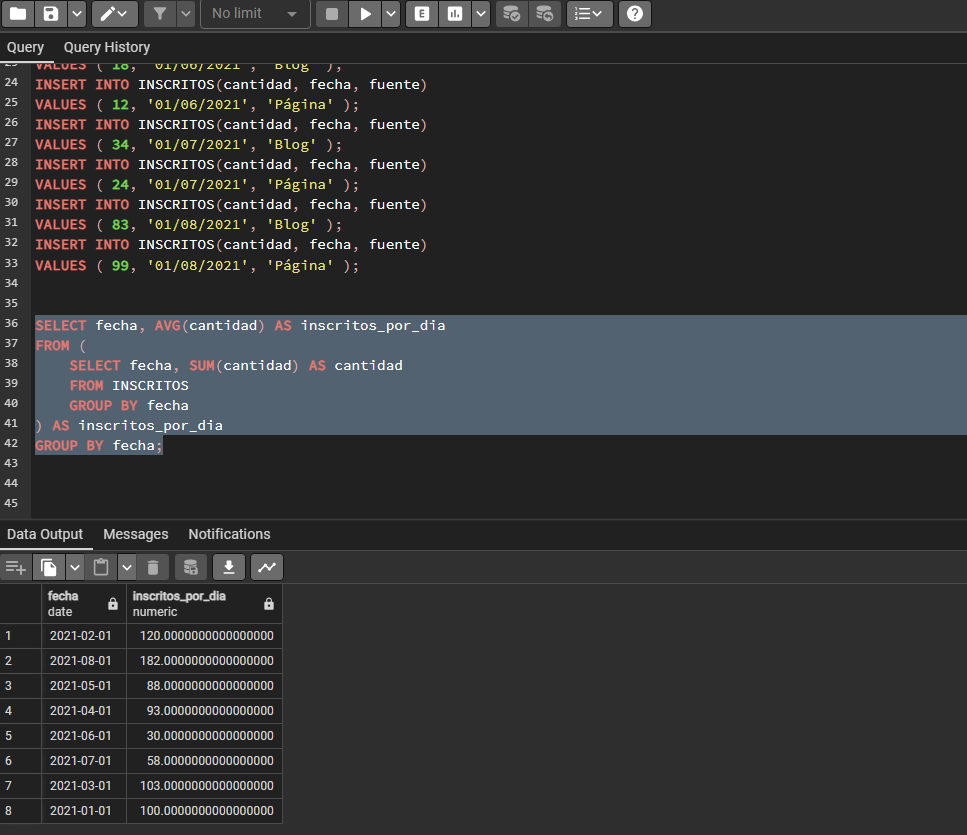 No limit
Query Query History
23 VALUES ( 18, '01/06/2021', 'Blog' );
24 INSERT INTO INSCRITOS(cantidad, fecha, fuente)
25 VALUES ( 12, '01/06/2021', 'Página' );
26 INSERT INTO INSCRITOS(cantidad, fecha, fuente)
27 VALUES ( 34, '01/07/2021', 'Blog' );
28 INSERT INTO INSCRITOS(cantidad, fecha, fuente)
29 VALUES ( 24, '01/07/2021', 'Página' );
30 INSERT INTO INSCRITOS(cantidad, fecha, fuente)
31 VALUES ( 83, '01/08/2021', 'Blog' );
32 INSERT INTO INSCRITOS(cantidad, fecha, fuente)
33 VALUES ( 99, '01/08/2021', 'Página' );
34
35
36 SELECT fecha, AVG(cantidad) AS inscritos_por_dia
37 FROM (
38 SELECT fecha, SUM(cantidad) AS cantidad
39 FROM INSCRITOS
40 GROUP BY fecha
41 ) AS inscritos_por_dia
42 GROUP BY fecha;
43
44
45
Data Output Messages Notifications
fecha inscritos_por_dia
date numeric
1 2021-02-01 120.0000000000000000
2 2021-08-01 182.0000000000000000
3 2021-05-01 88.0000000000000000
4 2021-04-01 93.0000000000000000
5 2021-06-01 30.0000000000000000
6 2021-07-01 58.0000000000000000
7 2021-03-01 103.0000000000000000
8 2021-01-01 100.0000000000000000